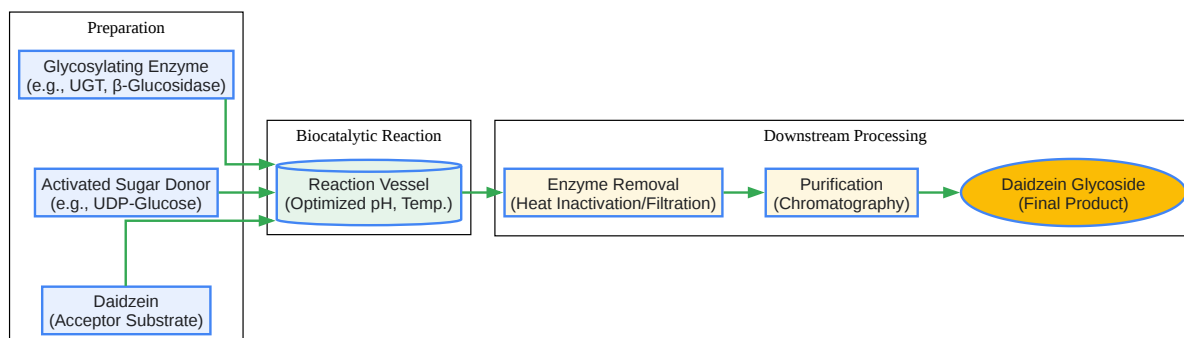 Preparation
Glycosylating Enzyme
(e.g., UGT, β-Glucosidase)
Activated Sugar Donor
(e.g., UDP-Glucose)
Daidzein
(Acceptor Substrate)
Biocatalytic Reaction
Reaction Vessel
(Optimized pH, Temp.)
Downstream Processing
Enzyme Removal
(Heat Inactivation/Filtration)
Purification
(Chromatography)
Daidzein Glycoside
(Final Product)